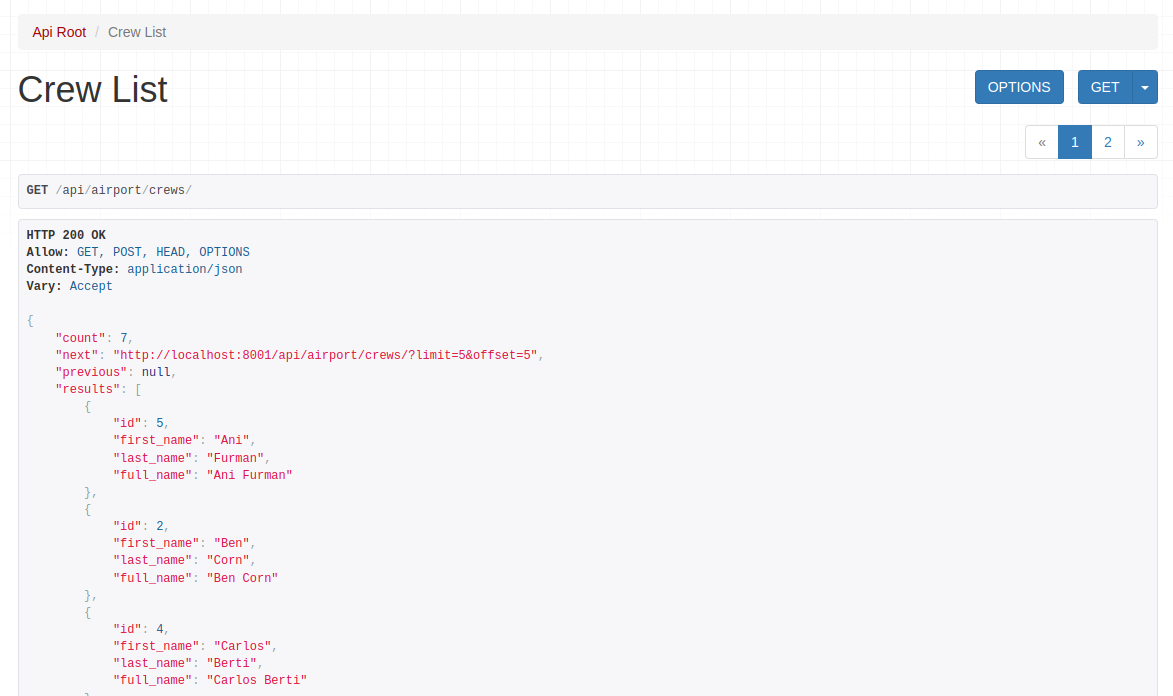 Api Root / Crew List
Crew List
OPTIONS GET
« 1 2 »
GET /api/airport/crews/
HTTP 200 OK
Allow: GET, POST, HEAD, OPTIONS
Content-Type: application/json
Vary: Accept
{
    "count": 7,
    "next": "http://localhost:8001/api/airport/crews/?limit=5&offset=5",
    "previous": null,
    "results": [
        {
            "id": 5,
            "first_name": "Ani",
            "last_name": "Furman",
            "full_name": "Ani Furman"
        },
        {
            "id": 2,
            "first_name": "Ben",
            "last_name": "Corn",
            "full_name": "Ben Corn"
        },
        {
            "id": 4,
            "first_name": "Carlos",
            "last_name": "Berti",
            "full_name": "Carlos Berti"